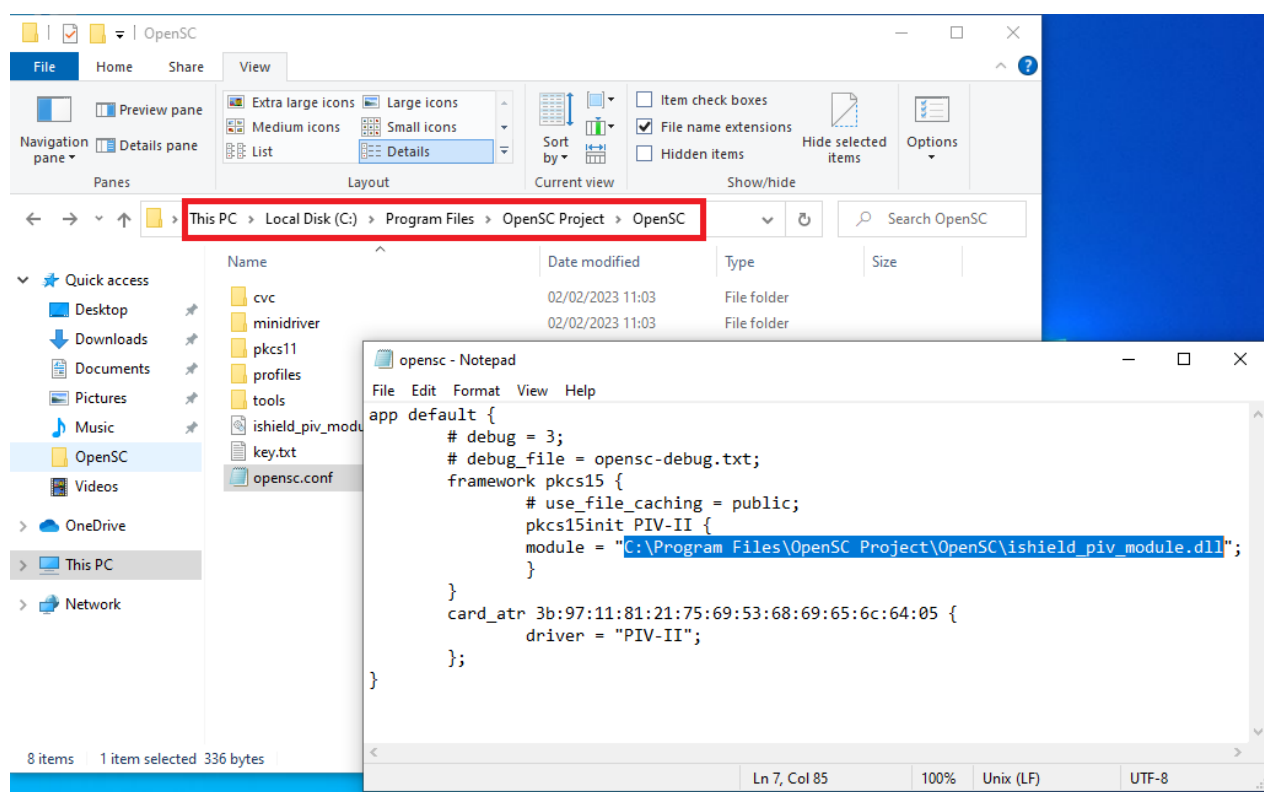 OpenSC
File Home Share View
Preview pane
Navigation pane
Details pane
Panes
Extra large icons Large icons
Medium icons Small icons
List Details
Layout
Sort by
Current view
Item check boxes
File name extensions
Hidden items
Hide selected items
Show/hide
Options
This PC > Local Disk (C:) > Program Files > OpenSC Project > OpenSC
Search OpenSC
Quick access
Desktop
Downloads
Documents
Pictures
Music
OpenSC
Videos
OneDrive
This PC
Network
Name Date modified Type Size
cvc 02/02/2023 11:03 File folder
minidriver 02/02/2023 11:03 File folder
pkcs11
profiles
tools
ishield_piv_modu
key.txt
opensc.conf
8 items 1 item selected 336 bytes
opensc - Notepad
File Edit Format View Help
app default {
# debug = 3;
# debug_file = opensc-debug.txt;
framework pkcs15 {
# use_file_caching = public;
pkcs15init PIV-II {
module = "C:\Program Files\OpenSC Project\OpenSC\ishield_piv_module.dll";
}
}
card_atr 3b:97:11:81:21:75:69:53:68:69:65:6c:64:05 {
driver = "PIV-II";
};
}
Ln 7, Col 85 100% Unix (LF) UTF-8